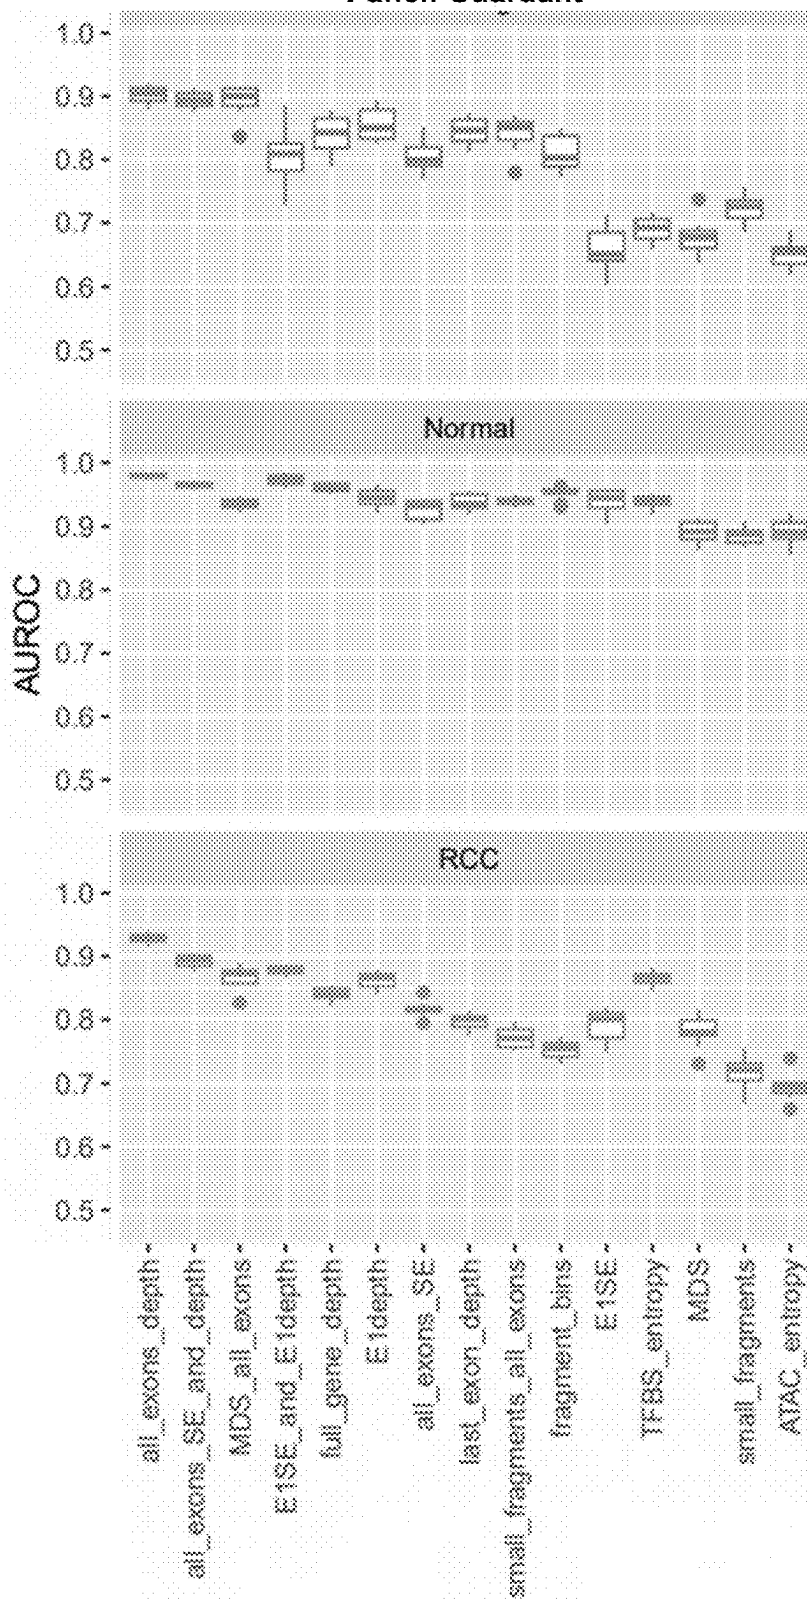 1.0
0.9
0.8
0.7
0.6
0.5
Normal
1.0
0.9
0.8
0.7
0.6
0.5
AUROC
RCC
1.0
0.9
0.8
0.7
0.6
0.5
all_exons_depth
all_exons_SE_and_depth
MDS_all_exons
E1SE_and_E1depth
full_gene_depth
E1depth
all_exons_SE
last_exon_depth
small_fragments_all_exons
fragment_bins
E1SE
TFBS_entropy
MDS
small_fragments
ATAC_entropy